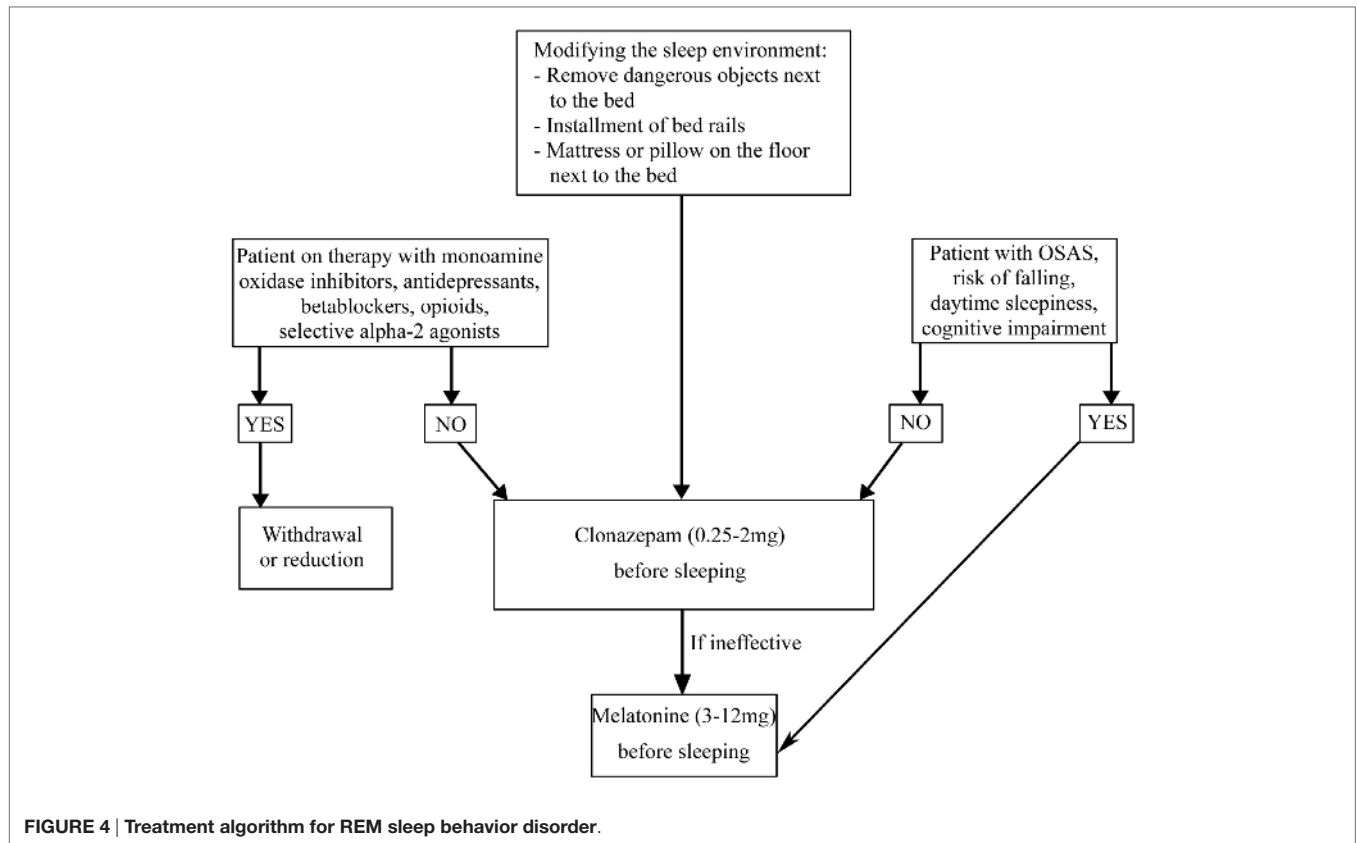 Modifying the sleep environment:
- Remove dangerous objects next
to the bed
- Installment of bed rails
- Mattress or pillow on the floor
next to the bed
Patient on therapy with monoamine
oxidase inhibitors, antidepressants,
betablockers, opioids,
selective alpha-2 agonists
Patient with OSAS,
risk of falling,
daytime sleepiness,
cognitive impairment
YES
NO
NO
YES
Withdrawal
or reduction
Clonazepam (0.25-2mg)
before sleeping
If ineffective
Melatonine (3-12mg)
before sleeping
FIGURE 4 | Treatment algorithm for REM sleep behavior disorder.